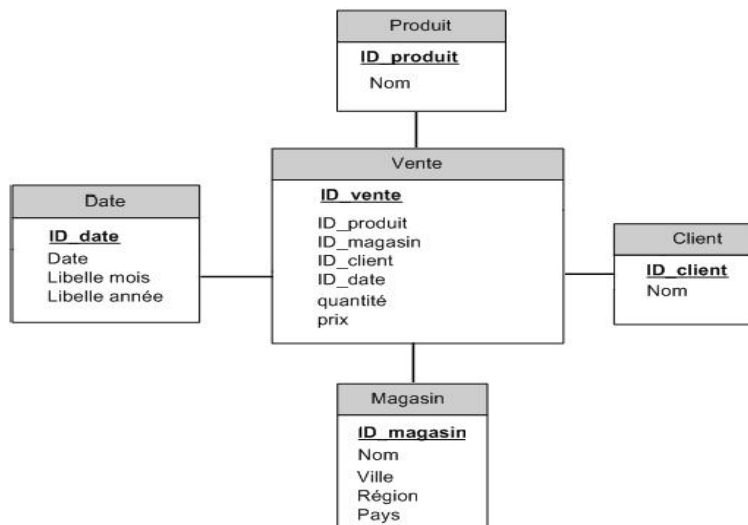 Produit
ID_produit
Nom
Vente
ID_vente
ID_produit
ID_magasin
ID_client
ID_date
quantité
prix
Date
ID_date
Date
Libelle mois
Libelle année
Client
ID_client
Nom
Magasin
ID_magasin
Nom
Ville
Région
Pays